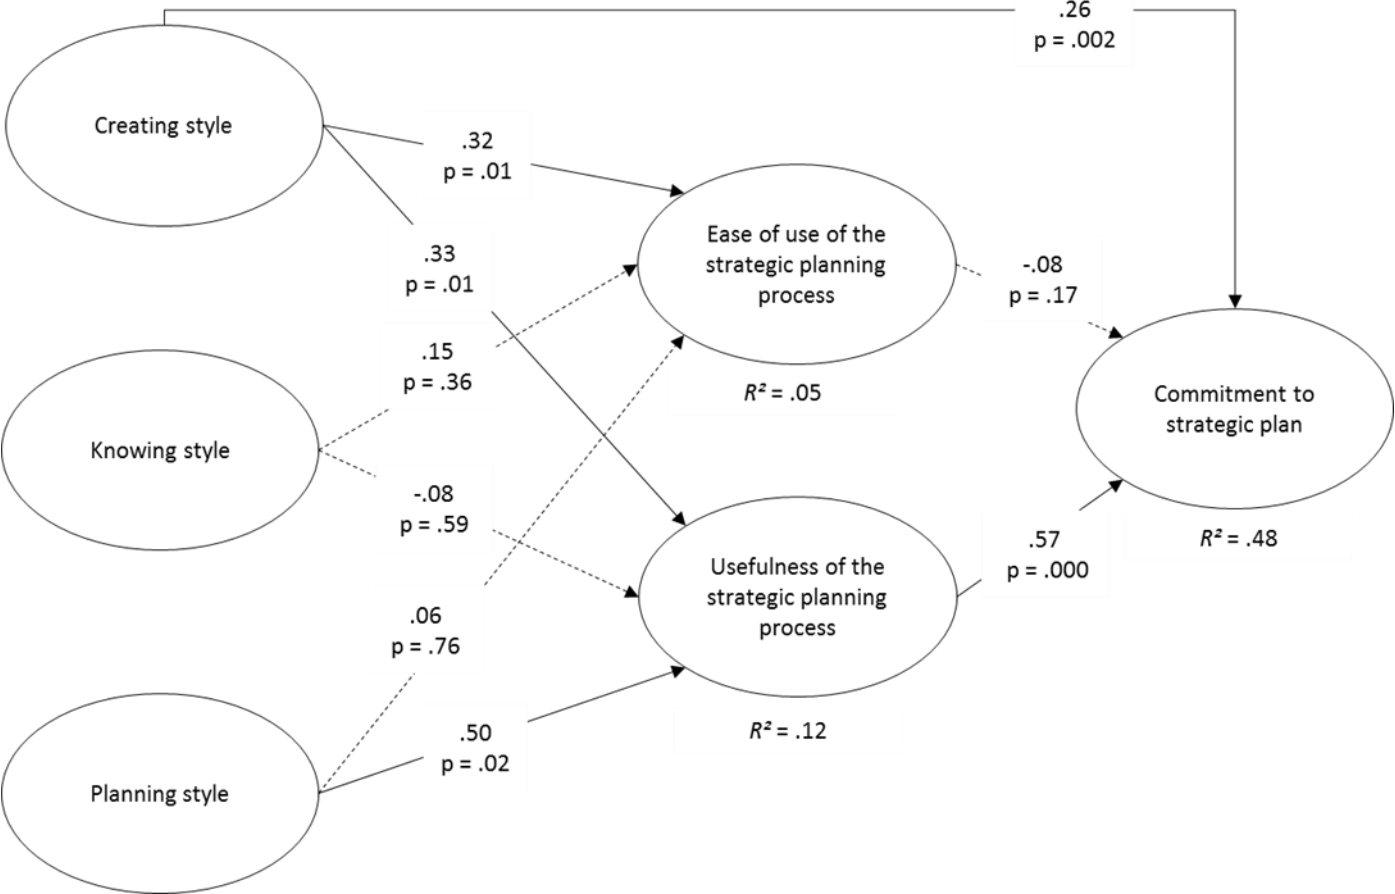 .26
p = .002
Creating style
.32
p = .01
Ease of use of the
strategic planning
process
.33
p = .01
-.08
p = .17
.15
p = .36
R² = .05
Commitment to
strategic plan
Knowing style
-.08
p = .59
.57
p = .000
R² = .48
Usefulness of the
strategic planning
process
.06
p = .76
R² = .12
.50
p = .02
Planning style